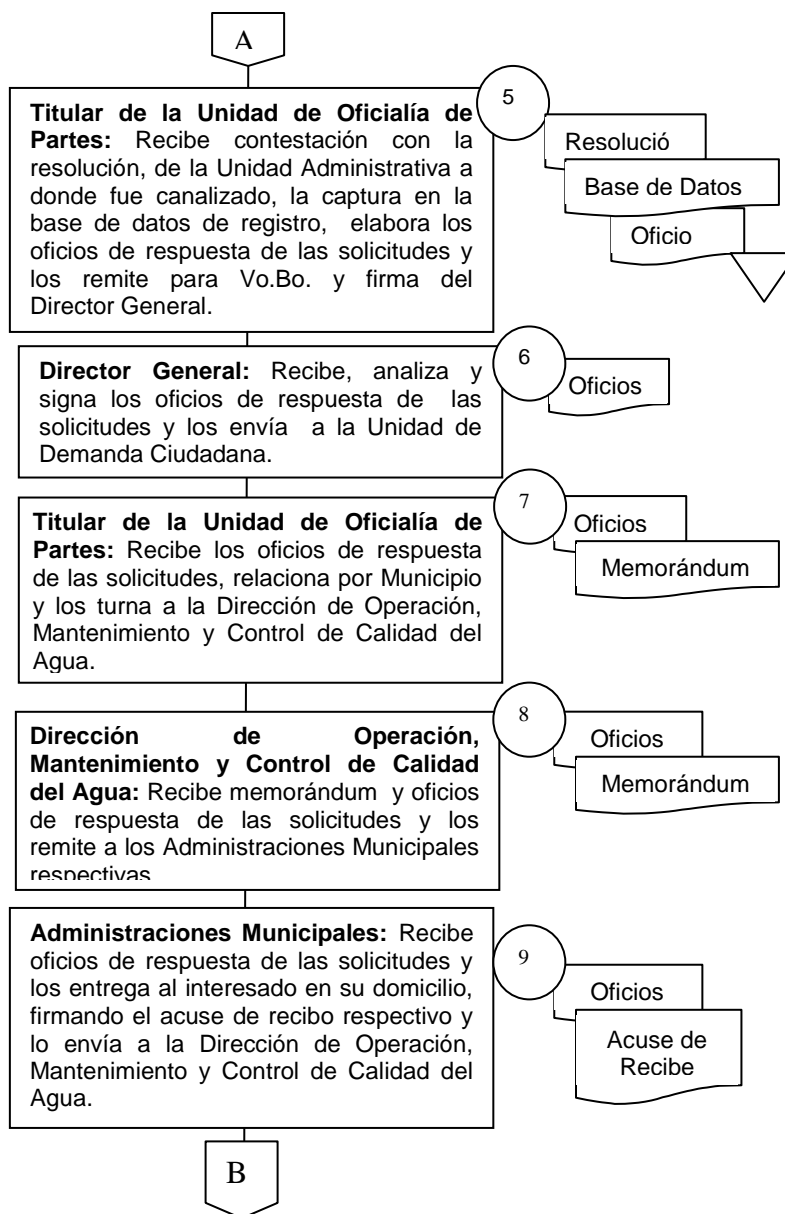 A
Titular de la Unidad de Oficialía de
Partes: Recibe contestación con la
resolución, de la Unidad Administrativa a
donde fue canalizado, la captura en la
base de datos de registro, elabora los
oficios de respuesta de las solicitudes y
los remite para Vo.Bo. y firma del
Director General.
5
Resolució
Base de Datos
Oficio
Director General: Recibe, analiza y
signa los oficios de respuesta de las
solicitudes y los envía a la Unidad de
Demanda Ciudadana.
6
Oficios
Titular de la Unidad de Oficialía de
Partes: Recibe los oficios de respuesta
de las solicitudes, relaciona por Municipio
y los turna a la Dirección de Operación,
Mantenimiento y Control de Calidad del
Agua.
7
Oficios
Memorándum
Dirección de Operación,
Mantenimiento y Control de Calidad
del Agua: Recibe memorándum y oficios
de respuesta de las solicitudes y los
remite a los Administraciones Municipales
respectivas
8
Oficios
Memorándum
Administraciones Municipales: Recibe
oficios de respuesta de las solicitudes y
los entrega al interesado en su domicilio,
firmando el acuse de recibo respectivo y
lo envía a la Dirección de Operación,
Mantenimiento y Control de Calidad del
Agua.
9
Oficios
Acuse de
Recibe
B